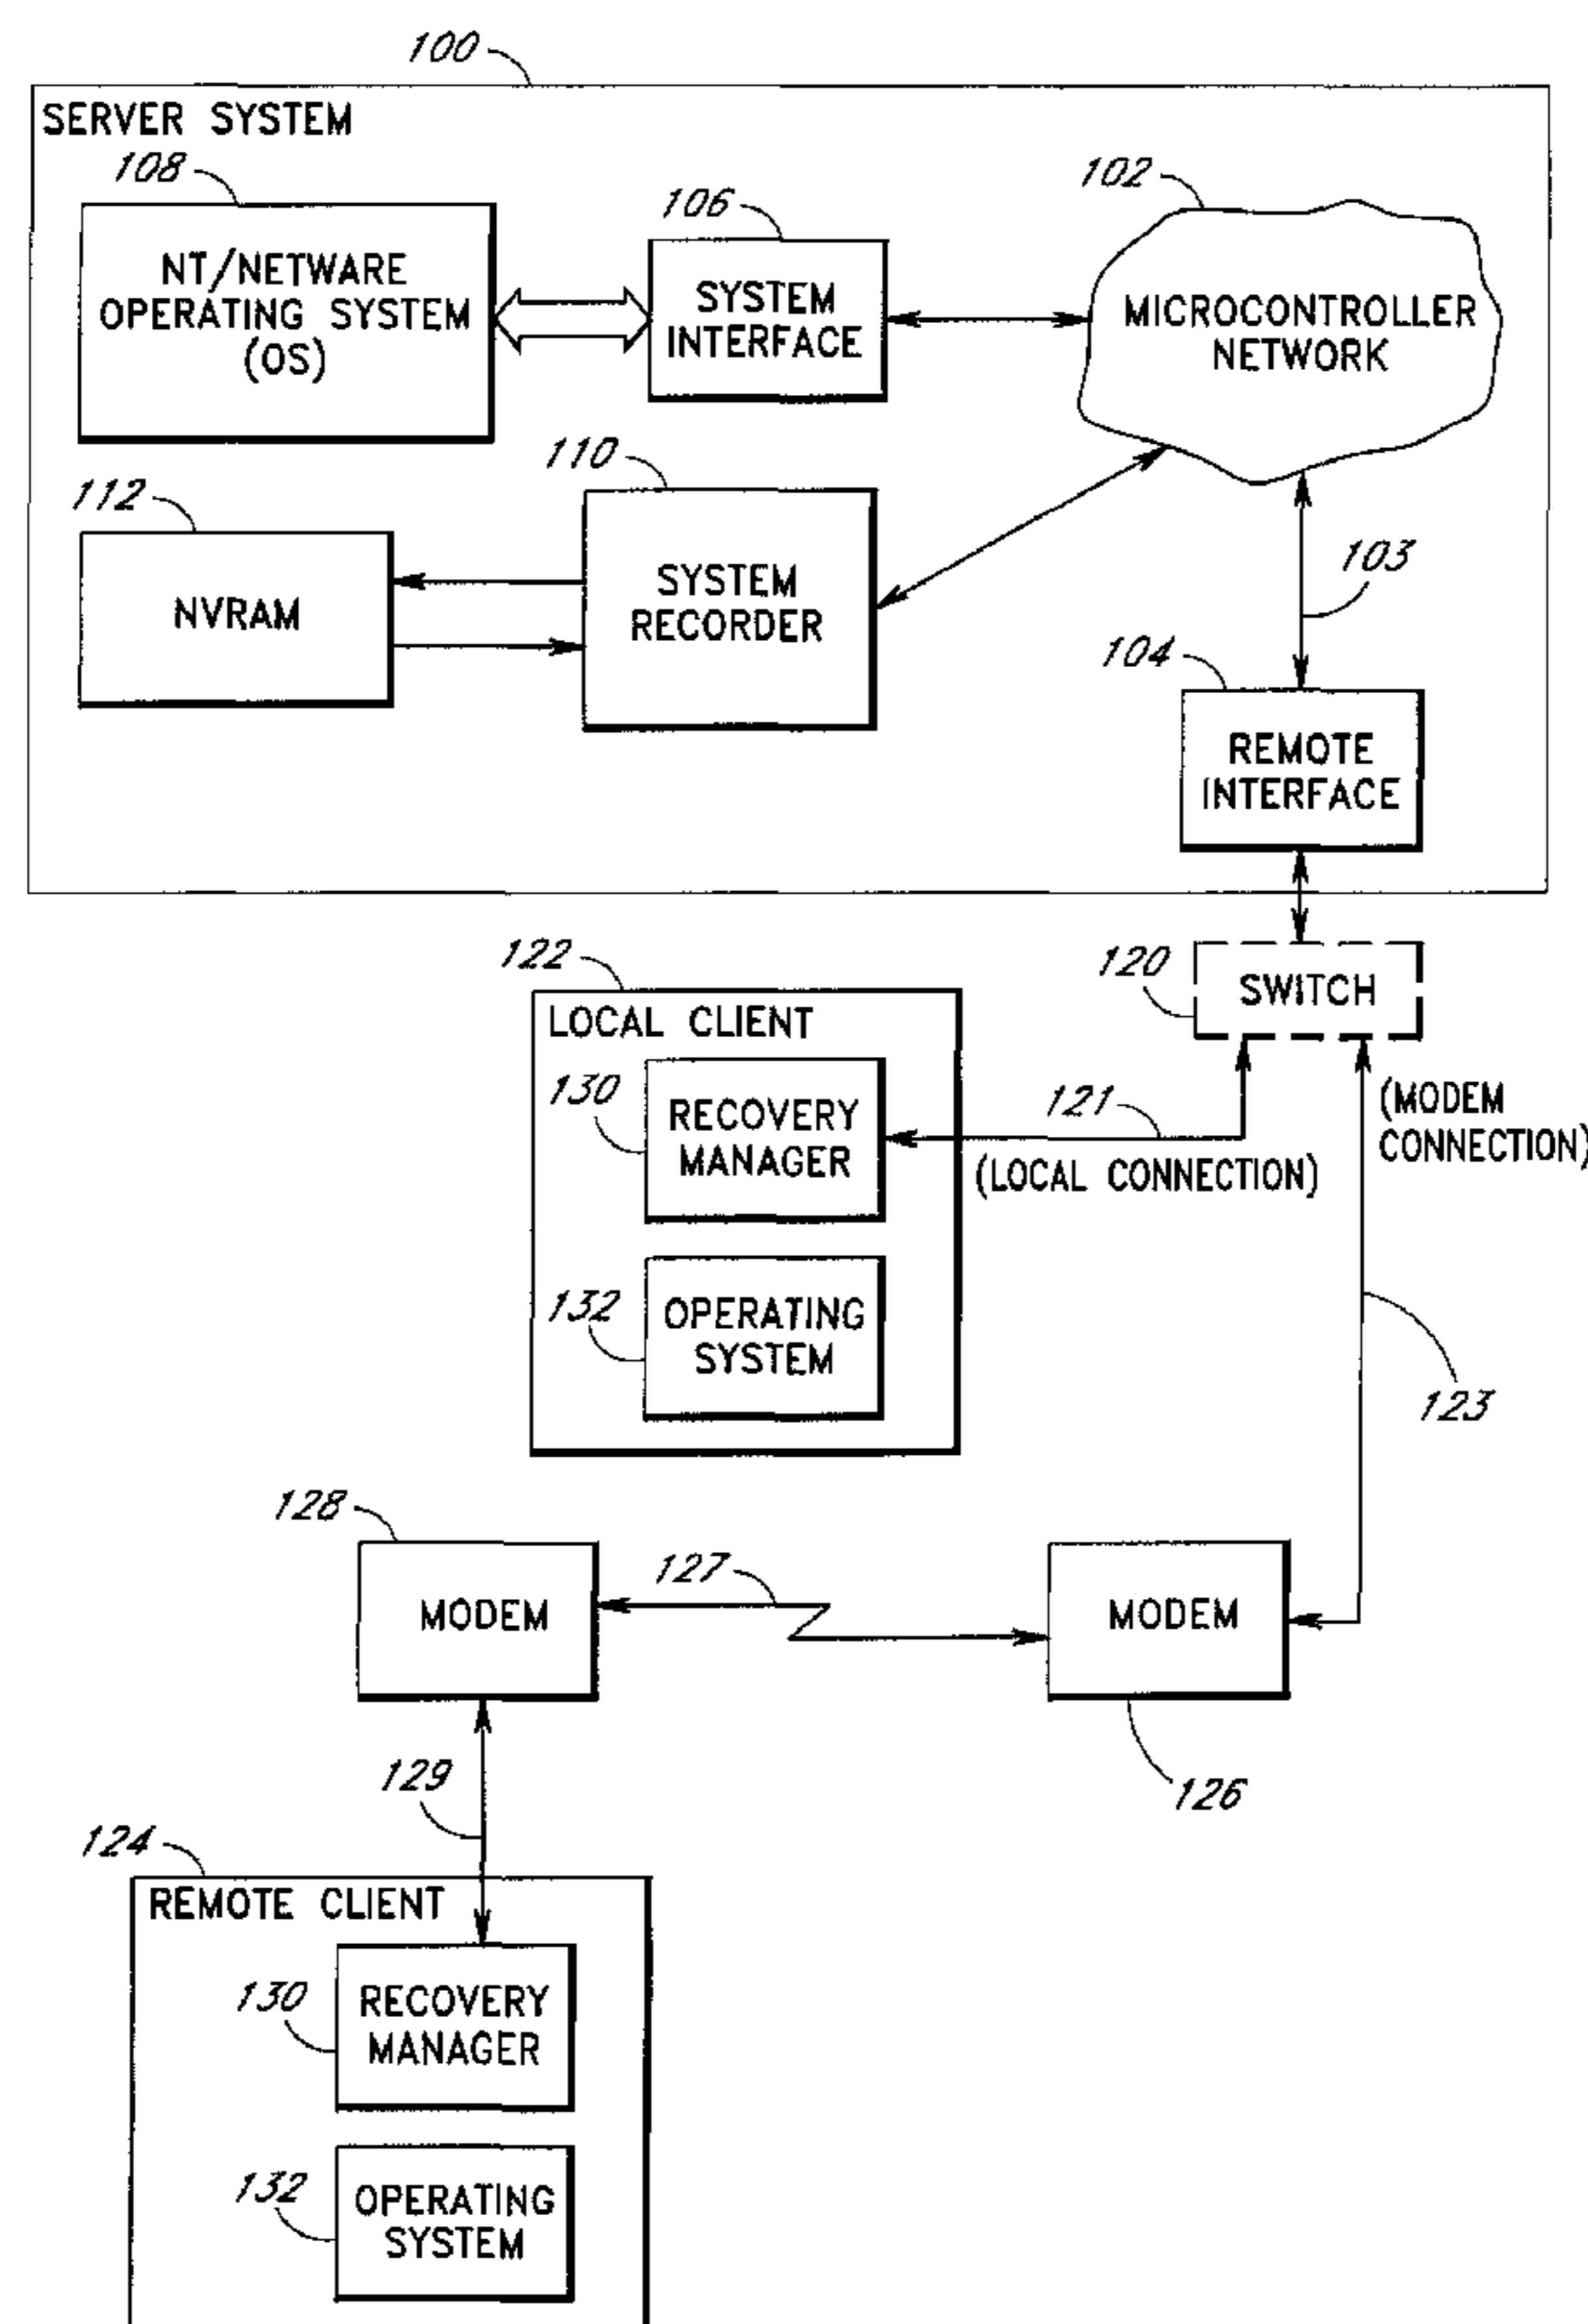 100
SERVER SYSTEM
108
NT/NETWARE
OPERATING SYSTEM
(OS)
106
SYSTEM
INTERFACE
102
MICROCONTROLLER
NETWORK
112
NVRAM
110
SYSTEM
RECORDER
103
104
REMOTE
INTERFACE
120
SWITCH
122
LOCAL CLIENT
130
RECOVERY
MANAGER
121
(LOCAL CONNECTION)
(MODEM
CONNECTION)
132
OPERATING
SYSTEM
123
128
MODEM
127
MODEM
126
129
124
REMOTE CLIENT
130
RECOVERY
MANAGER
132
OPERATING
SYSTEM